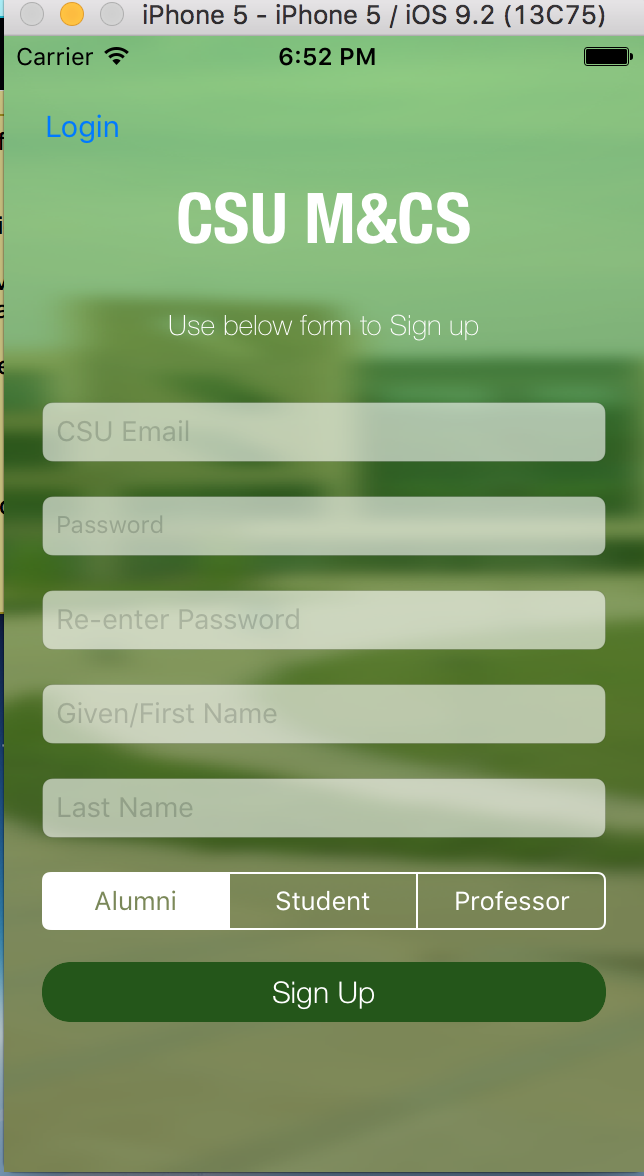 iPhone 5 - iPhone 5 / iOS 9.2 (13C75)
Carrier 6:52 PM
Login
CSU M&CS
Use below form to Sign up
CSU Email
Password
Re-enter Password
Given/First Name
Last Name
Alumni Student Professor
Sign Up